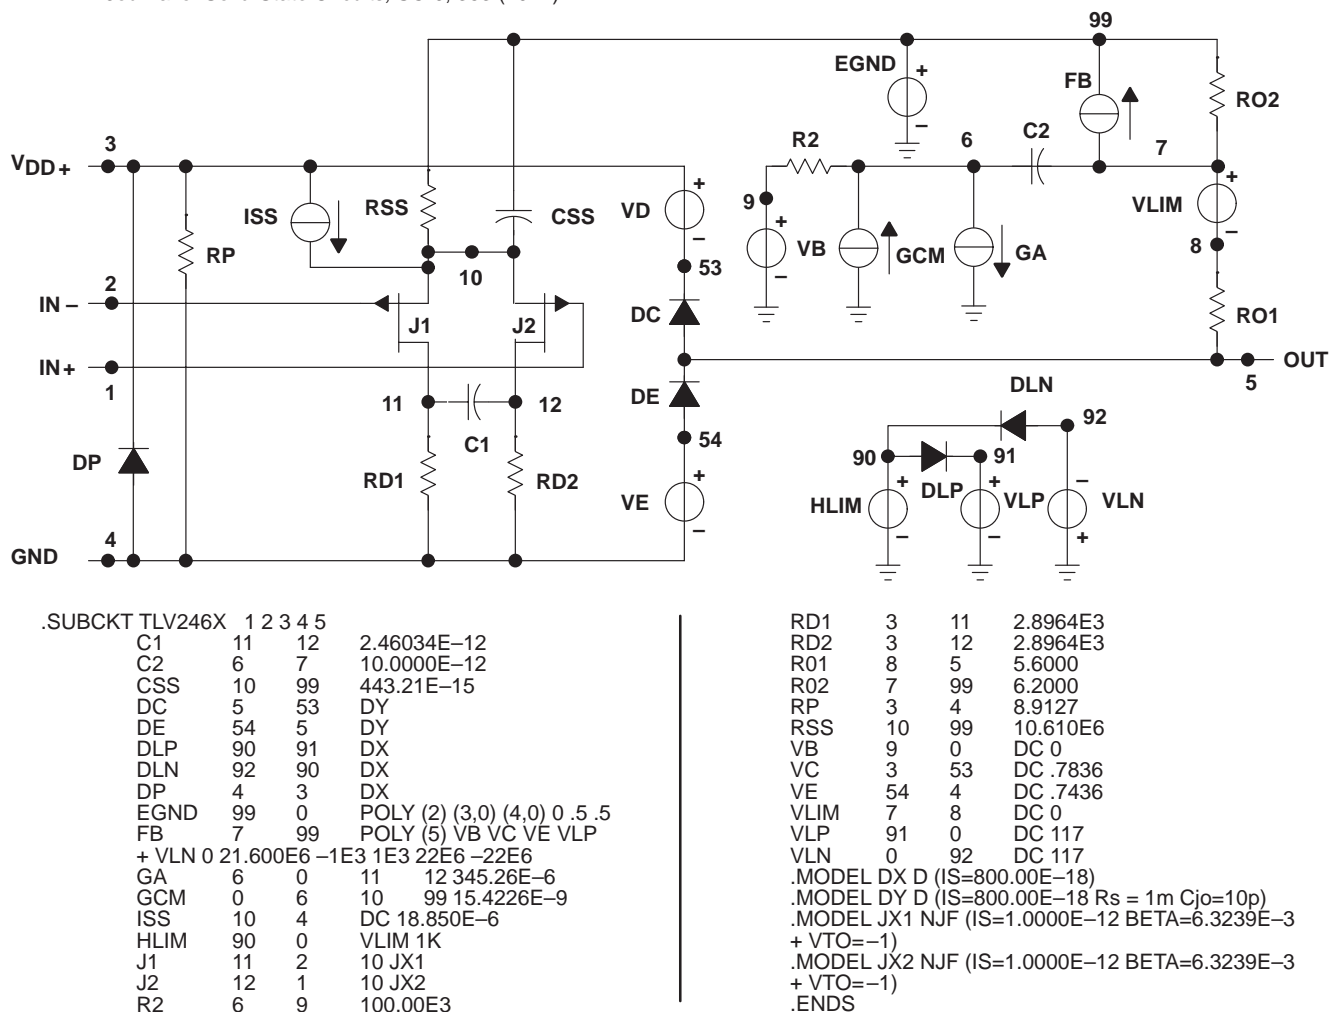 99
EGND
+
–
FB
RO2
3
VDD +
R2
6
C2
7
ISS
RSS
CSS
VD
+
–
9
+
VB
–
GCM
GA
VLIM
+
–
8
RP
10
53
2
IN –
J1
J2
DC
RO1
IN +
1
OUT
5
11
12
C1
DE
DLN
92
54
90
91
DP
RD1
RD2
VE
+
–
HLIM
+
–
DLP
+
VLP
–
–
VLN
+
4
GND
.SUBCKT TLV246X 1 2 3 4 5
C1 11 12 2.46034E–12
C2 6 7 10.0000E–12
CSS 10 99 443.21E–15
DC 5 53 DY
DE 54 5 DY
DLP 90 91 DX
DLN 92 90 DX
DP 4 3 DX
EGND 99 0 POLY (2) (3,0) (4,0) 0 .5 .5
FB 7 99 POLY (5) VB VC VE VLP
+ VLN 0 21.600E6 –1E3 1E3 22E6 –22E6
GA 6 0 11 12 345.26E–6
GCM 0 6 10 99 15.4226E–9
ISS 10 4 DC 18.850E–6
HLIM 90 0 VLIM 1K
J1 11 2 10 JX1
J2 12 1 10 JX2
R2 6 9 100.00E3
RD1 3 11 2.8964E3
RD2 3 12 2.8964E3
R01 8 5 5.6000
R02 7 99 6.2000
RP 3 4 8.9127
RSS 10 99 10.610E6
VB 9 0 DC 0
VC 3 53 DC .7836
VE 54 4 DC .7436
VLIM 7 8 DC 0
VLP 91 0 DC 117
VLN 0 92 DC 117
.MODEL DX D (IS=800.00E–18)
.MODEL DY D (IS=800.00E–18 Rs = 1m Cjo=10p)
.MODEL JX1 NJF (IS=1.0000E–12 BETA=6.3239E–3
+ VTO=–1)
.MODEL JX2 NJF (IS=1.0000E–12 BETA=6.3239E–3
+ VTO=–1)
.ENDS